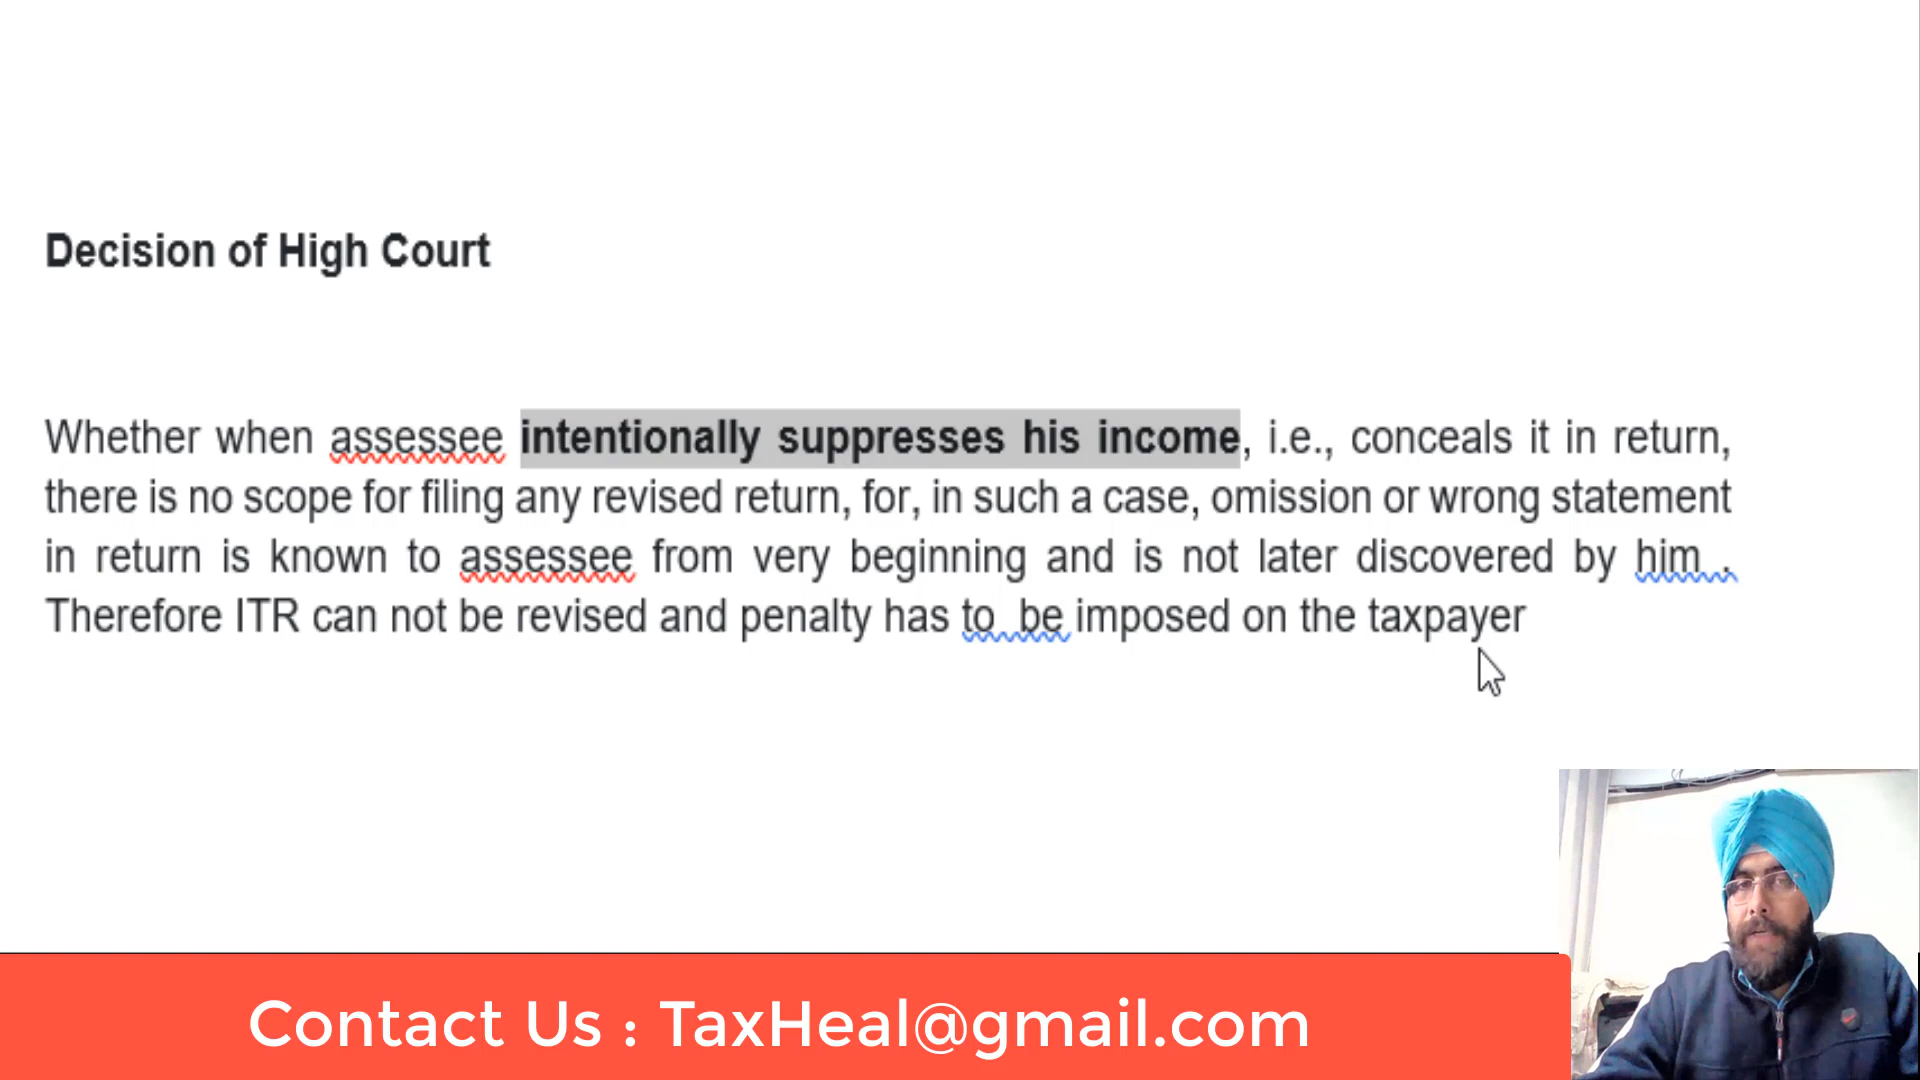 Decision of High Court
Whether when assessee intentionally suppresses his income, i.e., conceals it in return,
there is no scope for filing any revised return, for, in such a case, omission or wrong statement
in return is known to assessee from very beginning and is not later discovered by him .
Therefore ITR can not be revised and penalty has to  be imposed on the taxpayer
Contact Us : TaxHeal@gmail.com